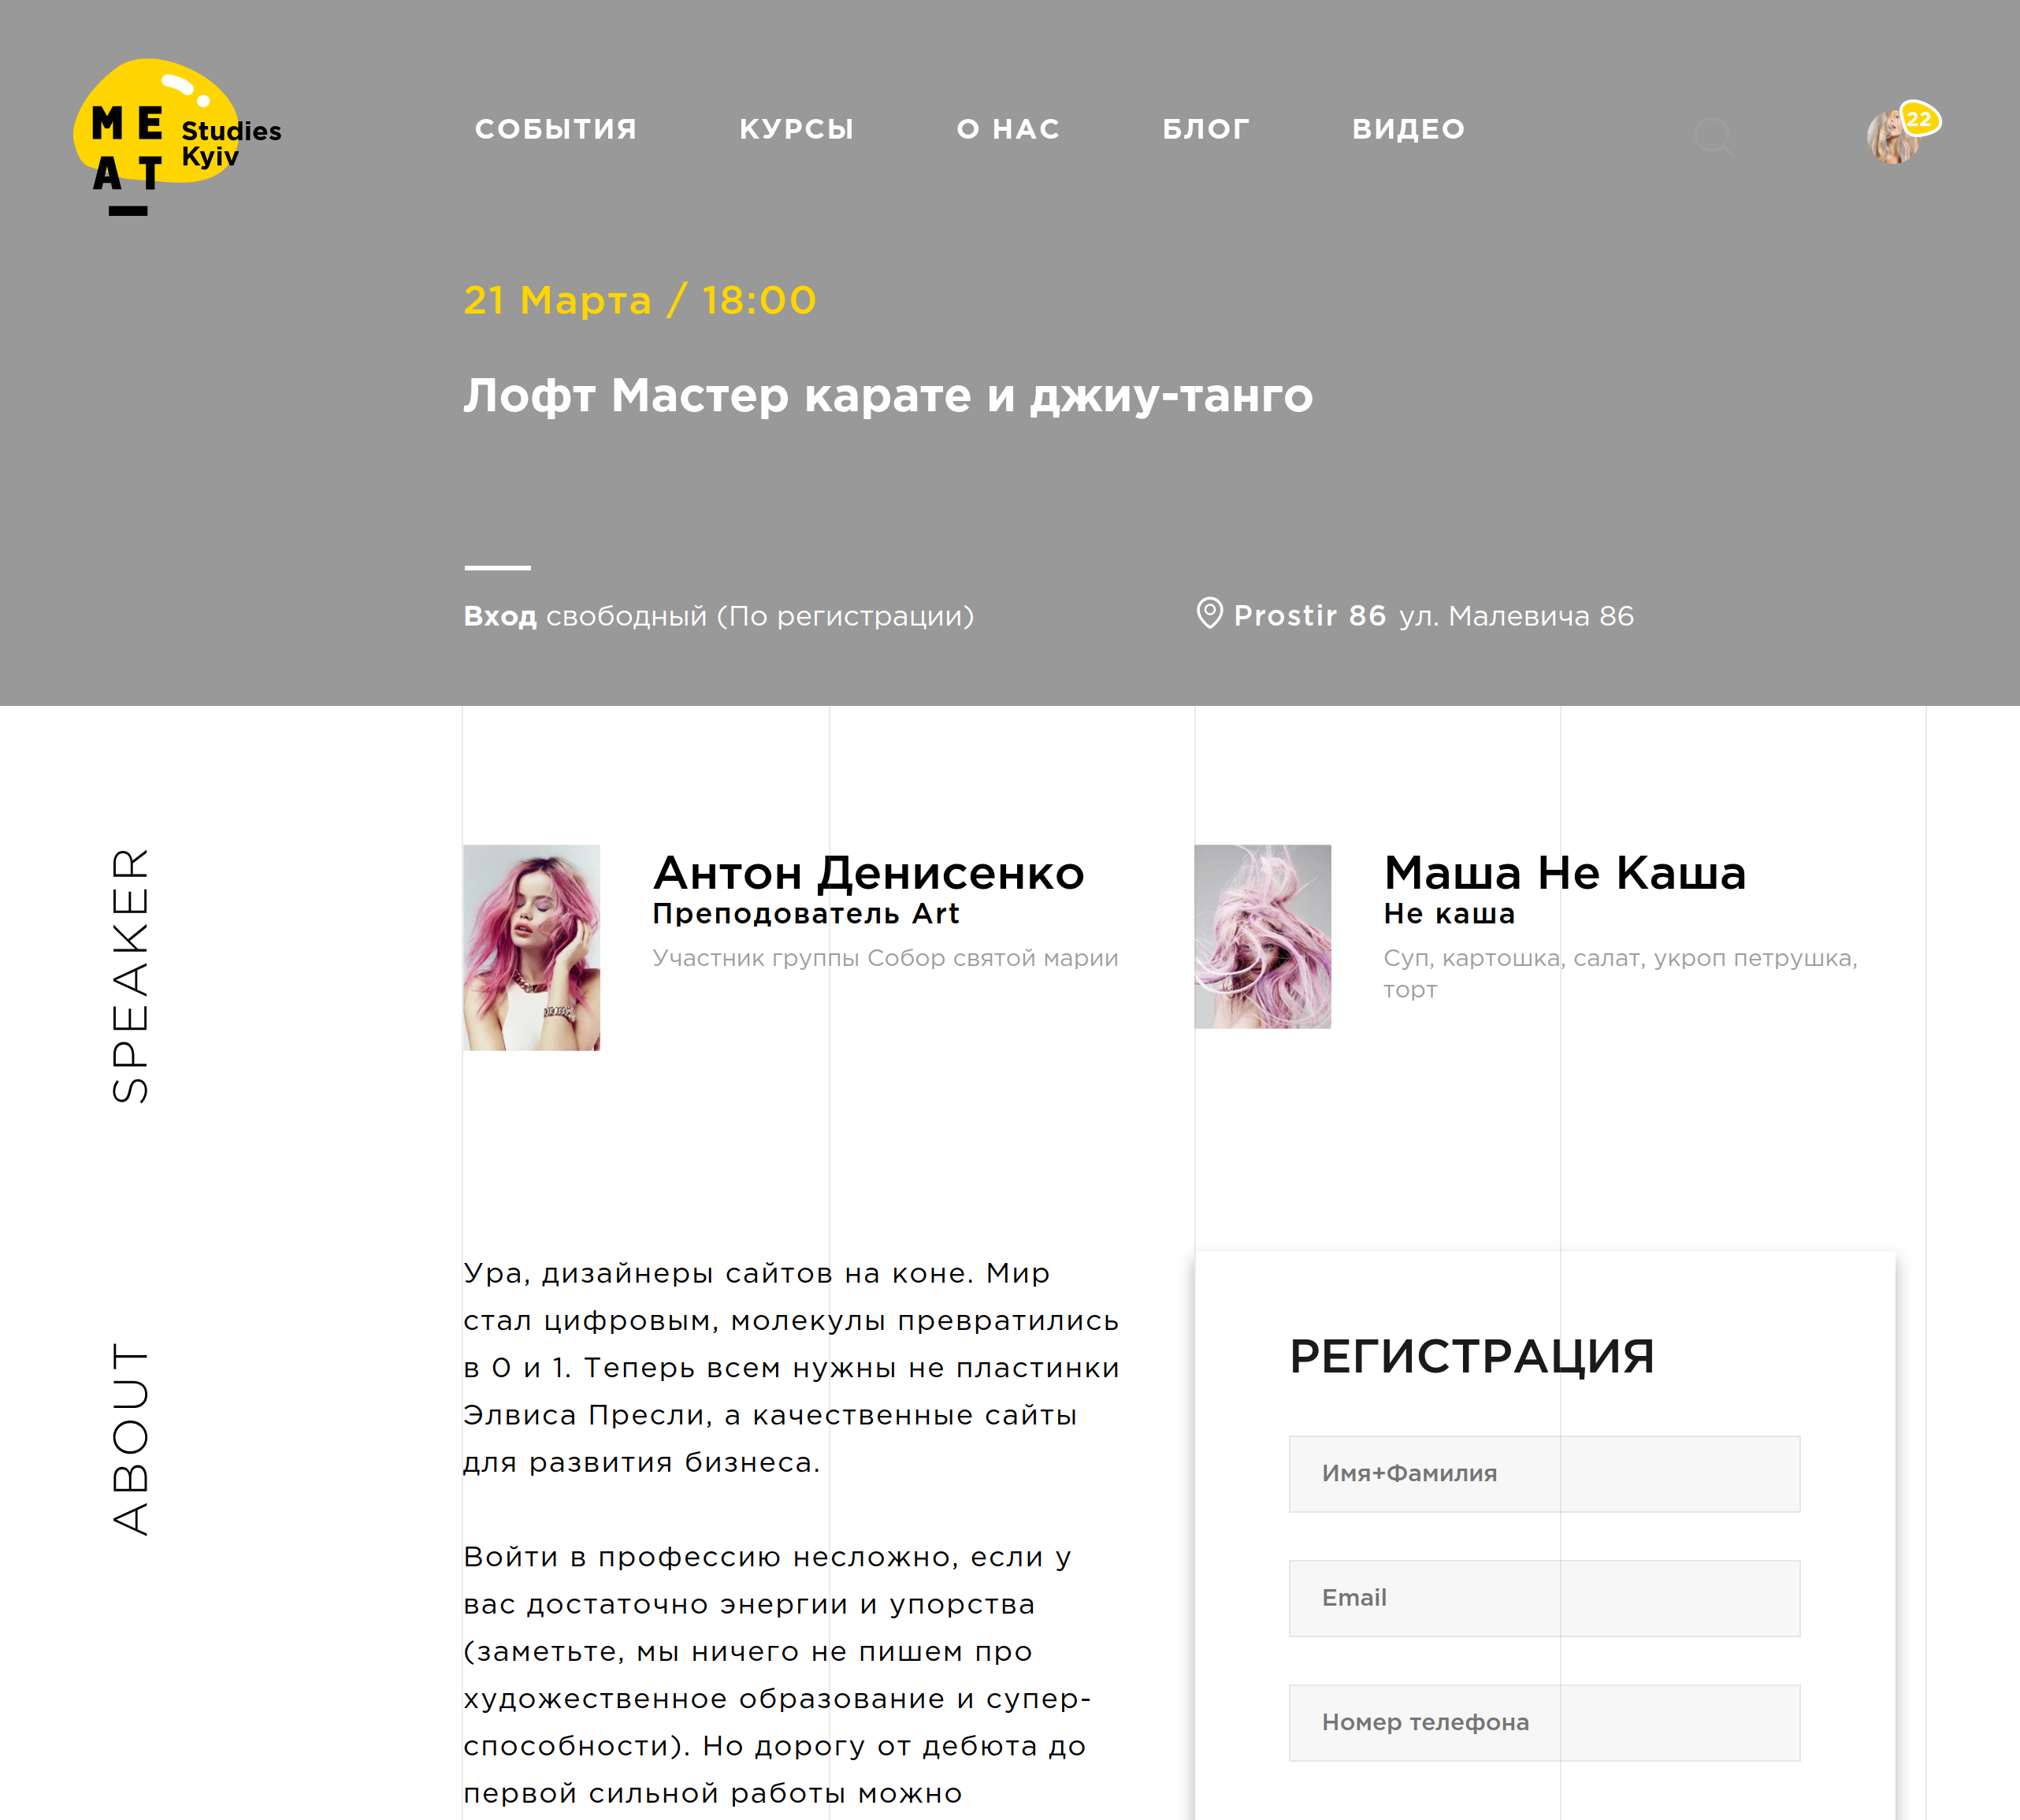 ME
AT
Studies
Kyiv
СОБЫТИЯ
КУРСЫ
О НАС
БЛОГ
ВИДЕО
22
21 Марта / 18:00
Лофт Мастер карате и джиу-танго
Вход свободный (По регистрации)
Prostir 86 ул. Малевича 86
SPEAKER
Антон Денисенко
Преподователь Art
Участник группы Собор святой марии
Маша Не Каша
Не каша
Суп, картошка, салат, укроп петрушка,
торт
ABOUT
Ура, дизайнеры сайтов на коне. Мир
стал цифровым, молекулы превратились
в 0 и 1. Теперь всем нужны не пластинки
Элвиса Пресли, а качественные сайты
для развития бизнеса.
Войти в профессию несложно, если у
вас достаточно энергии и упорства
(заметьте, мы ничего не пишем про
художественное образование и супер-
способности). Но дорогу от дебюта до
первой сильной работы можно
РЕГИСТРАЦИЯ
Имя+Фамилия
Email
Номер телефона